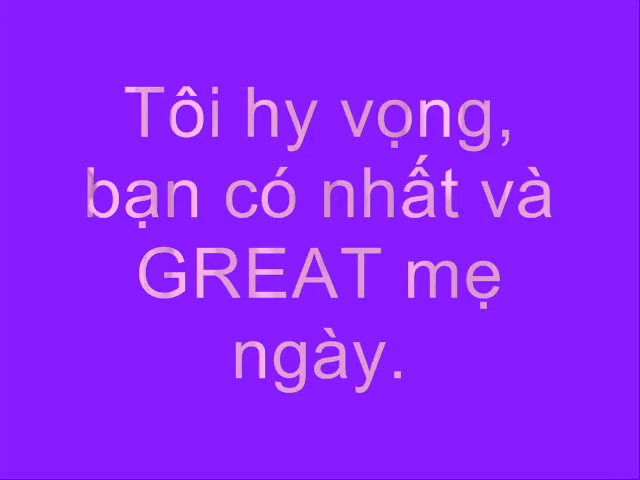 Tôi hy vọng,
bạn có nhất và
GREAT mẹ
ngày.